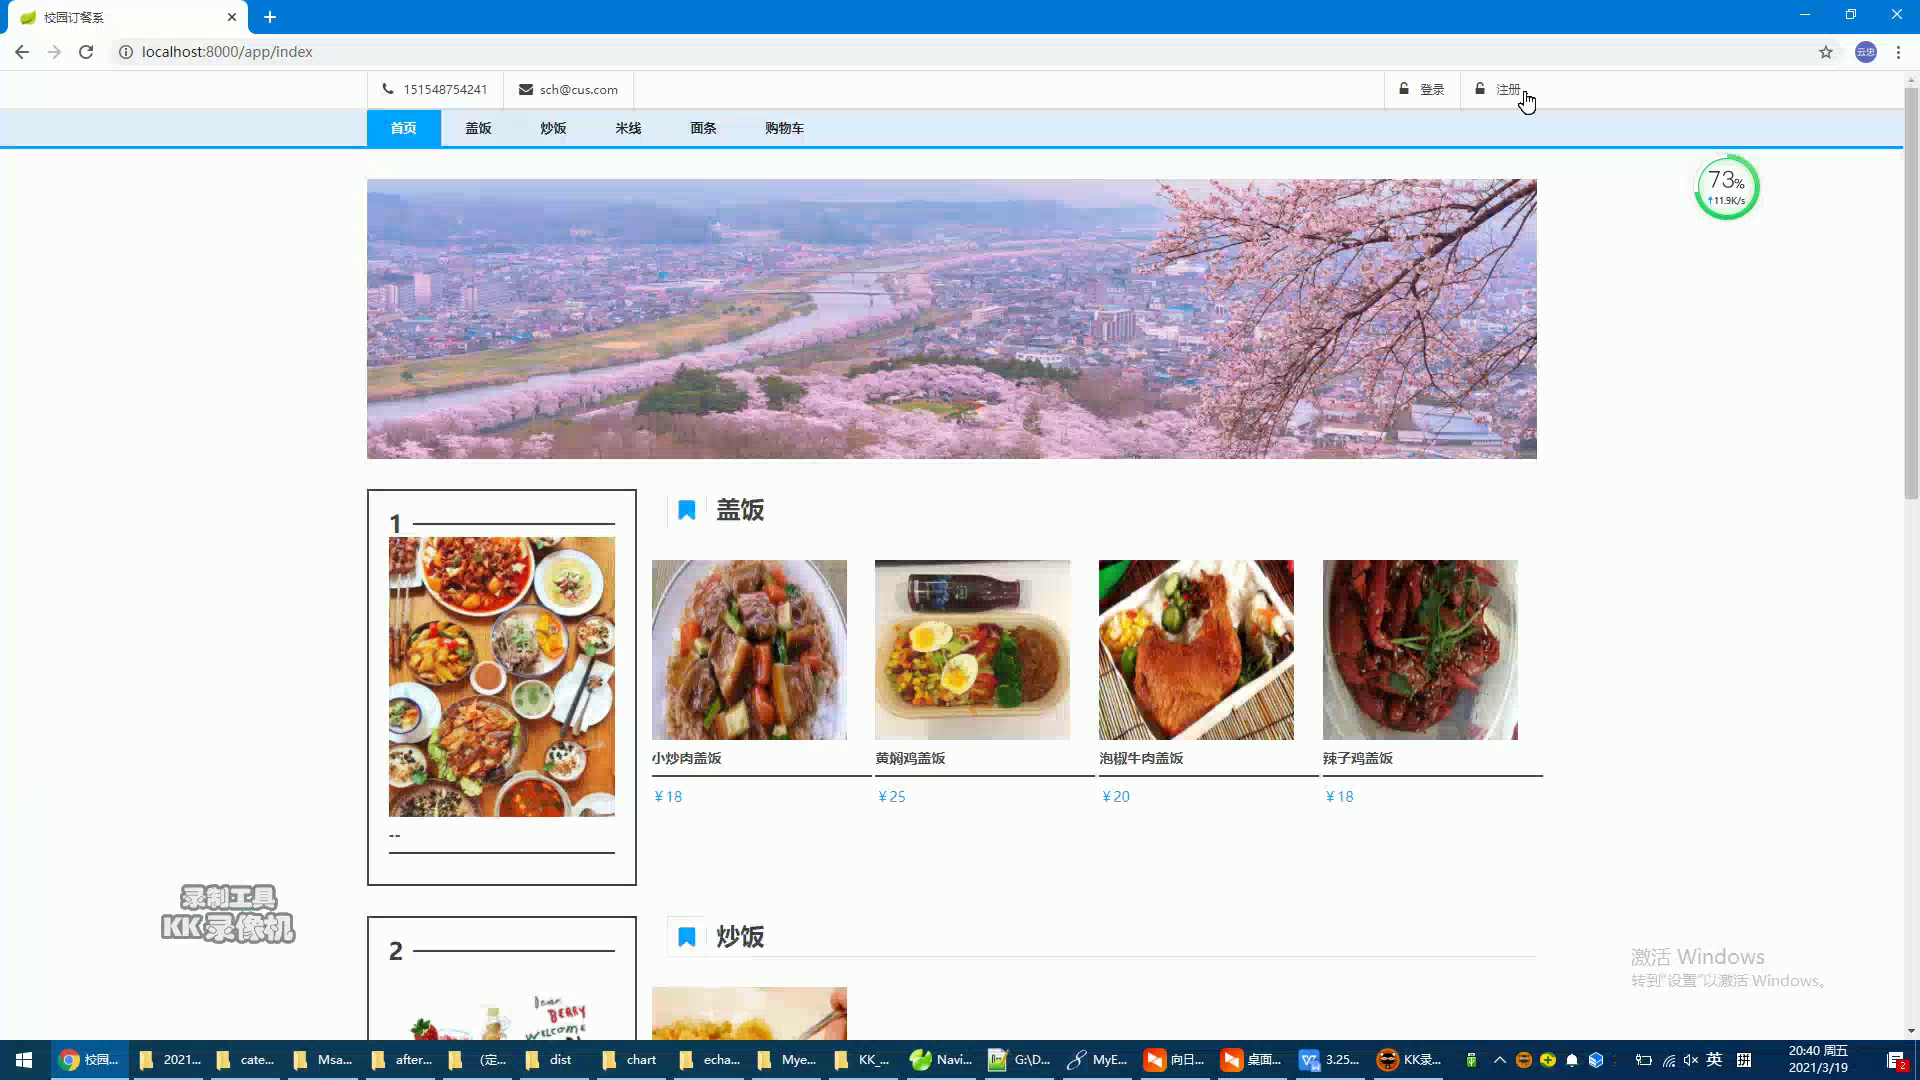 校园订餐系
localhost:8000/app/index
云忠
151548754241
sch@cus.com
登录
注册
首页
盖饭
炒饭
米线
面条
购物车
73%
↑11.9K/s
1
--
盖饭
小炒肉盖饭
¥18
黄焖鸡盖饭
¥25
泡椒牛肉盖饭
¥20
辣子鸡盖饭
¥18
录制工具
KK录像机
2
Dear
BERRY
WELCOME
炒饭
激活 Windows
转到“设置”以激活 Windows。
校园...
2021...
cate...
Msa...
after...
(定...
dist
chart
echa...
Mye...
KK_...
Navi...
G:\D...
MyE...
向日...
桌面...
3.25...
KK录...
英
拼
20:40 周五
2021/3/19
2